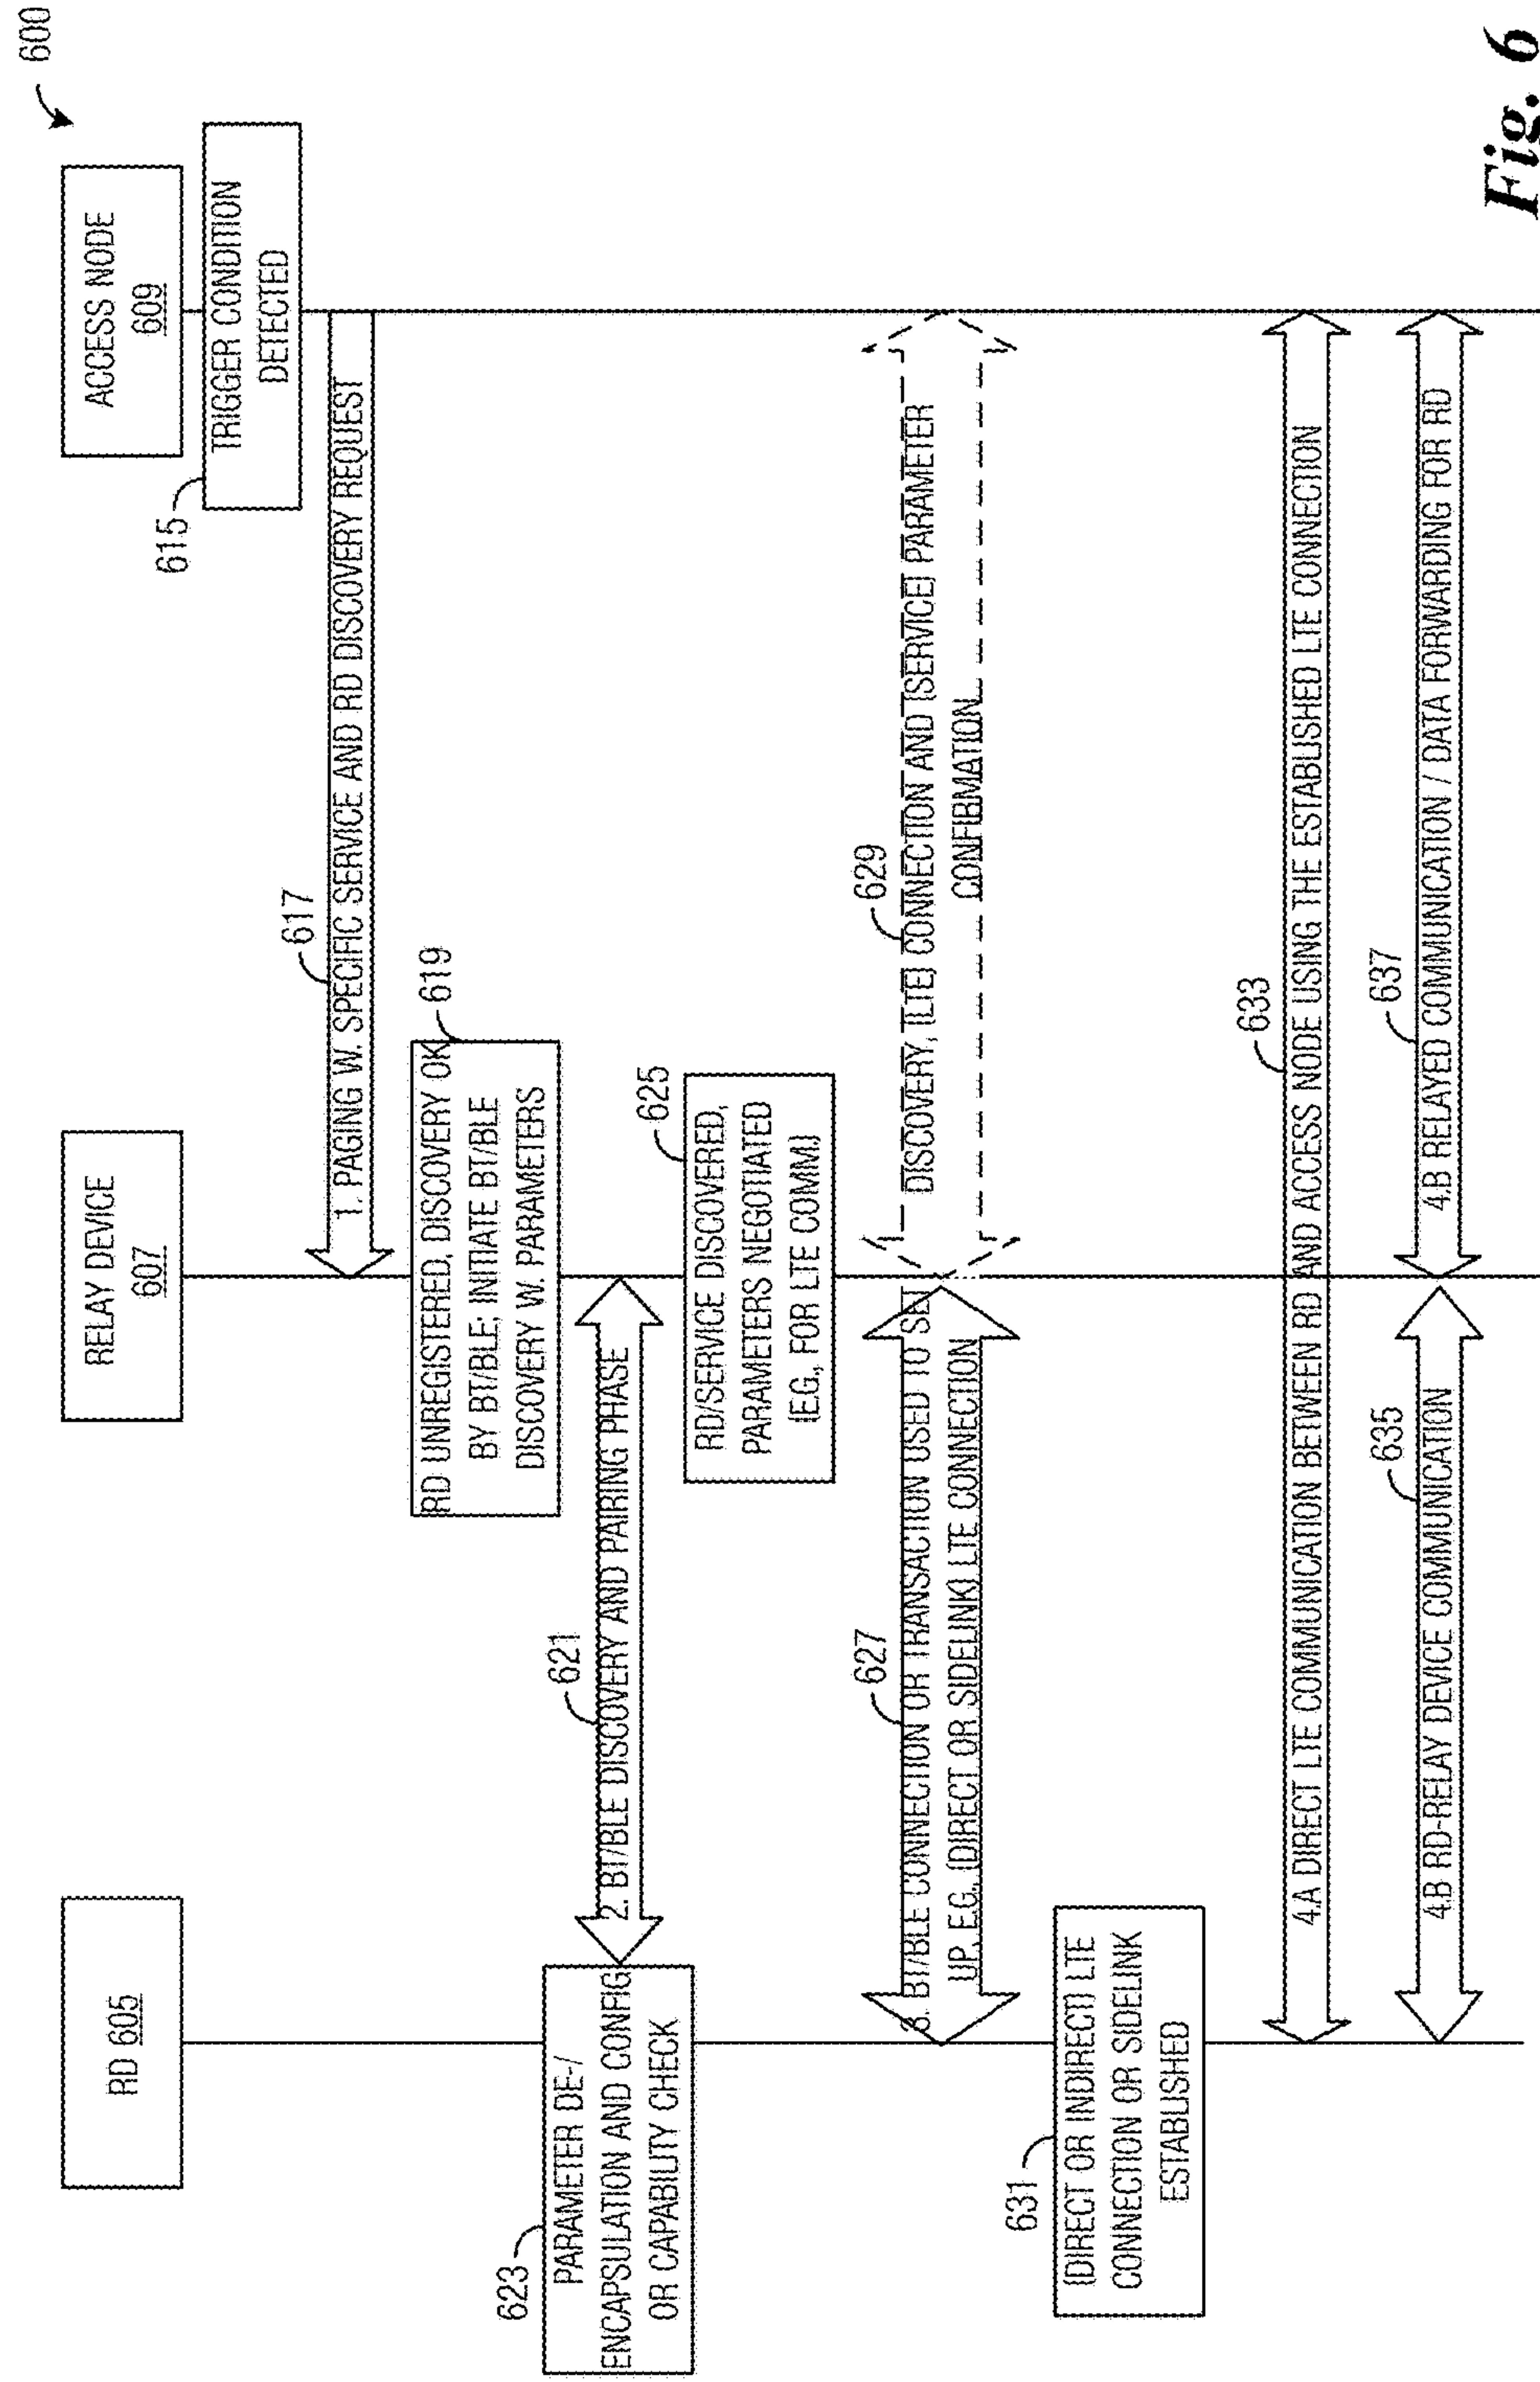 600
RD 605
RELAY DEVICE
607
ACCESS NODE
609
615
TRIGGER CONDITION
DETECTED
617
1. PAGING W. SPECIFIC SERVICE AND RD DISCOVERY REQUEST
619
RD UNREGISTERED, DISCOVERY OK
BY BT/BLE; INITIATE BT/BLE
DISCOVERY W. PARAMETERS
621
2. BT/BLE DISCOVERY AND PAIRING PHASE
623
PARAMETER DE-/
ENCAPSULATION AND CONFIG
OR CAPABILITY CHECK
625
RD/SERVICE DISCOVERED,
PARAMETERS NEGOTIATED
(E.G., FOR LTE COMM.)
627
3. BT/BLE CONNECTION OR TRANSACTION USED TO SET
UP, E.G., (DIRECT OR SIDELINK) LTE CONNECTION
629
DISCOVERY, (LTE) CONNECTION AND (SERVICE) PARAMETER
CONFIRMATION
631
(DIRECT OR INDIRECT) LTE
CONNECTION OR SIDELINK
ESTABLISHED
633
4.A DIRECT LTE COMMUNICATION BETWEEN RD AND ACCESS NODE USING THE ESTABLISHED LTE CONNECTION
635
4.B RD-RELAY DEVICE COMMUNICATION
637
4.B RELAYED COMMUNICATION / DATA FORWARDING FOR RD
Fig. 6